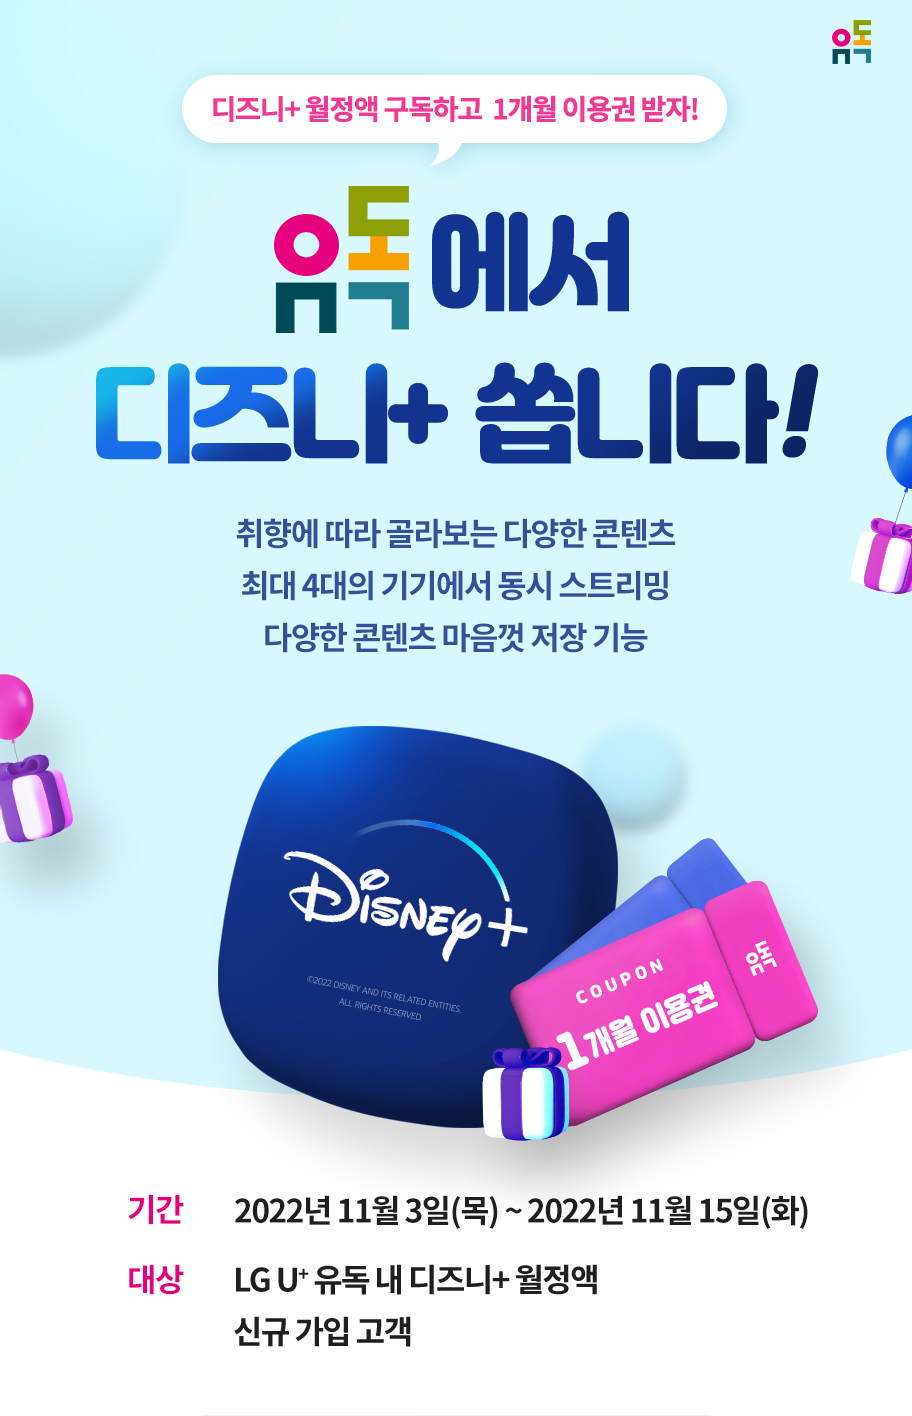 유독
디즈니+ 월정액 구독하고 1개월 이용권 받자!
유독에서
디즈니+ 쏩니다!
취향에 따라 골라보는 다양한 콘텐츠
최대 4대의 기기에서 동시 스트리밍
다양한 콘텐츠 마음껏 저장 기능
Disney+
©2022 DISNEY AND ITS RELATED ENTITIES.
ALL RIGHTS RESERVED.
COUPON
1개월 이용권
유독
기간 2022년 11월 3일(목) ~ 2022년 11월 15일(화)
대상 LG U+ 유독 내 디즈니+ 월정액
신규 가입 고객